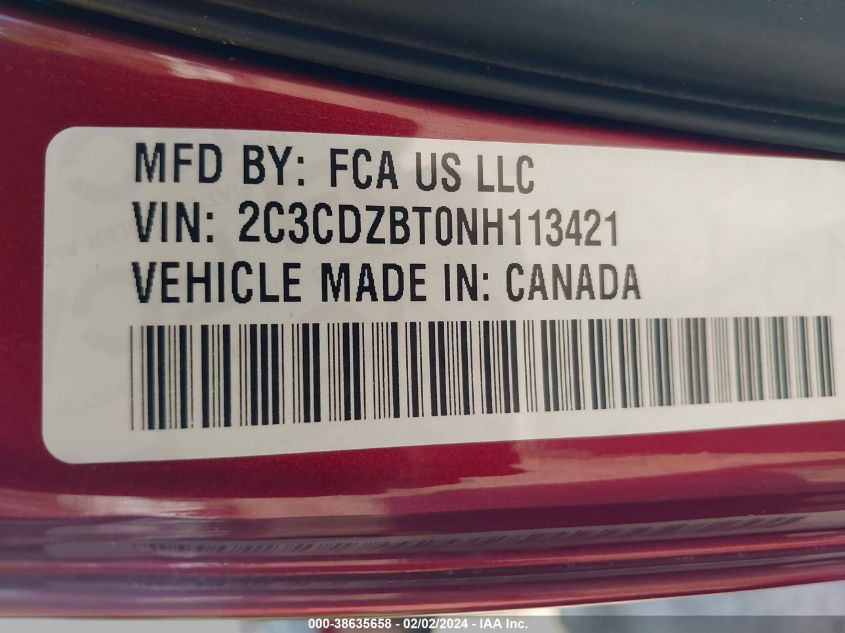 MFD BY: FCA US LLC
VIN: 2C3CDZBT0NH113421
VEHICLE MADE IN: CANADA
000-38635658 - 02/02/2024 - IAA Inc.